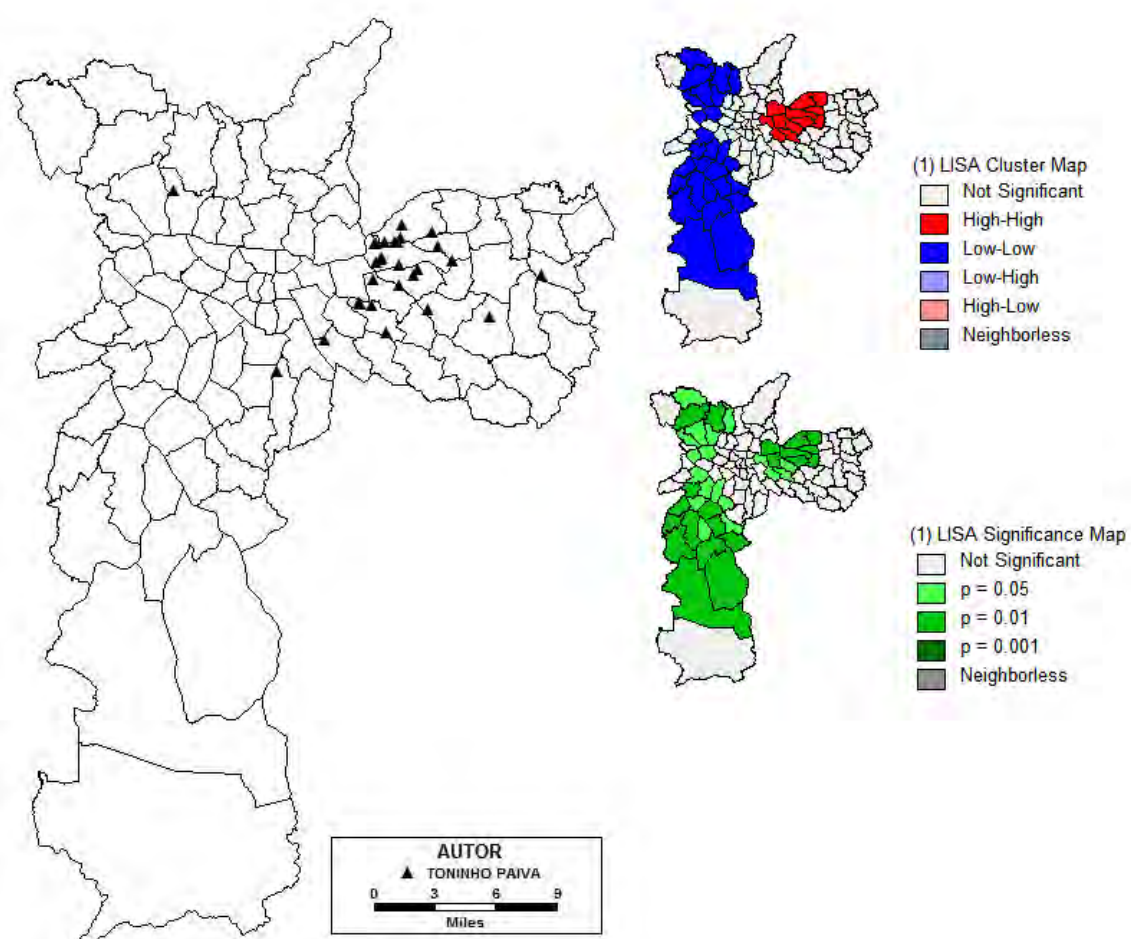 (1) LISA Cluster Map
Not Significant
High-High
Low-Low
Low-High
High-Low
Neighborless
(1) LISA Significance Map
Not Significant
p = 0.05
p = 0.01
p = 0.001
Neighborless
AUTOR
TONINHO PAIVA
0 3 6 9
Miles